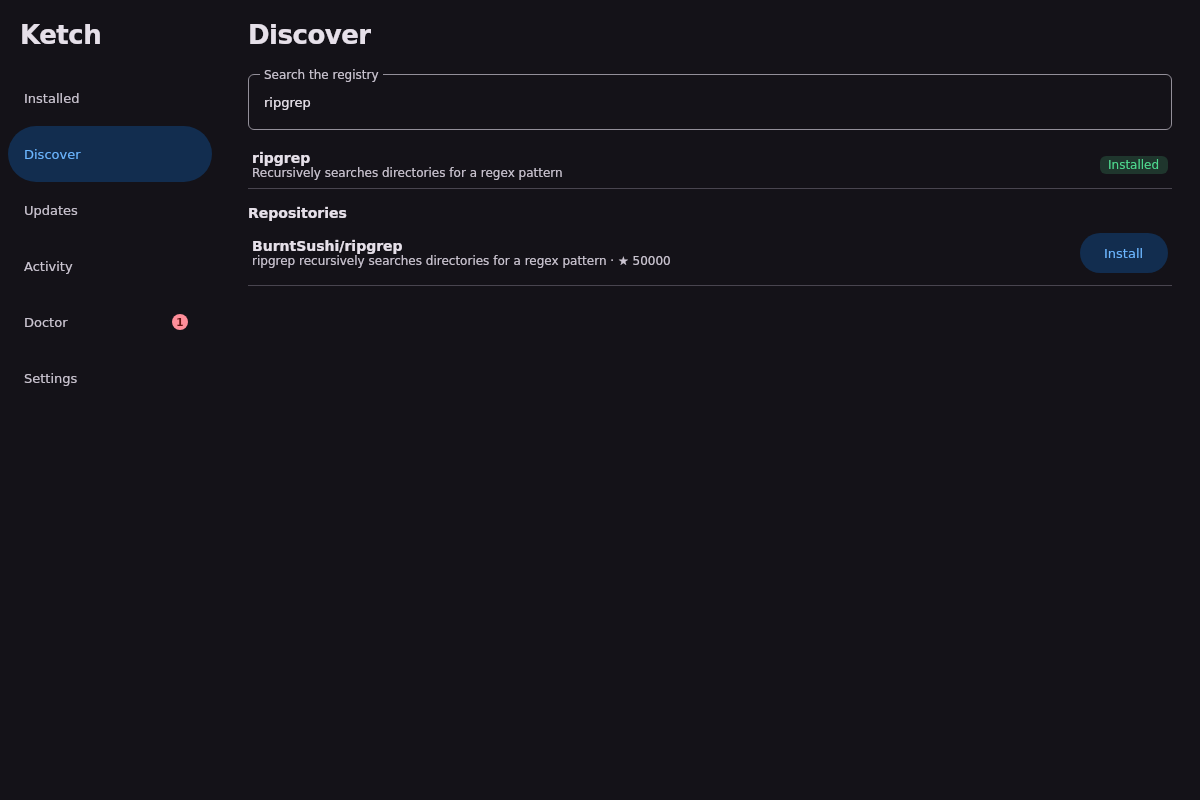 Ketch
Installed
Discover
Updates
Activity
Doctor
1
Settings
Discover
Search the registry
ripgrep
ripgrep
Recursively searches directories for a regex pattern
Installed
Repositories
BurntSushi/ripgrep
ripgrep recursively searches directories for a regex pattern · ★ 50000
Install